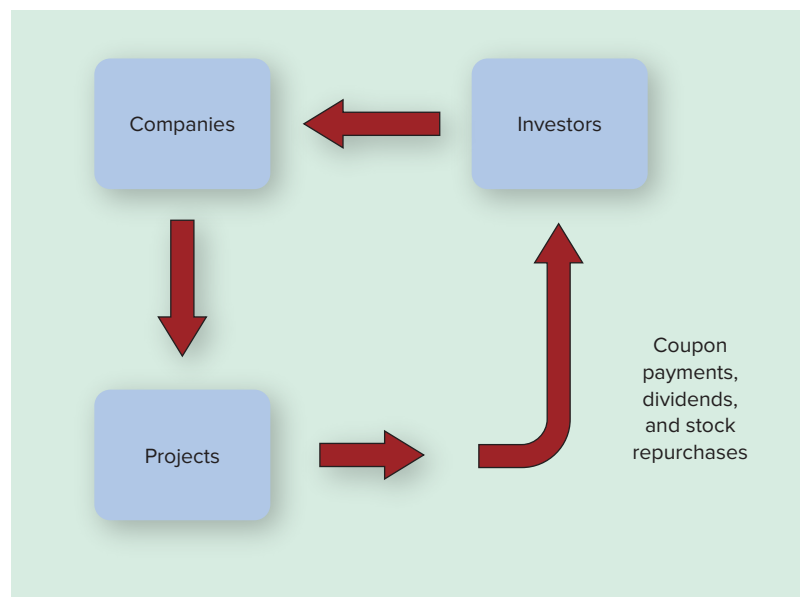 Companies
Investors
Coupon
payments,
dividends,
and stock
repurchases
Projects